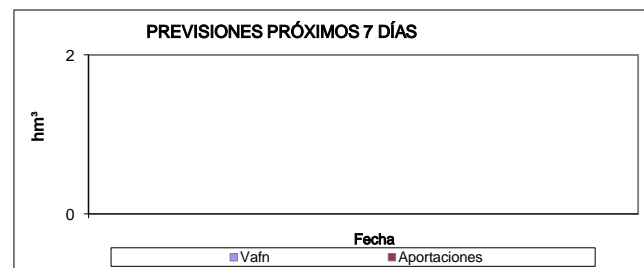 PREVISIONES PRÓXIMOS 7 DÍAS
2
hm³
0
Fecha
Vafn Aportaciones